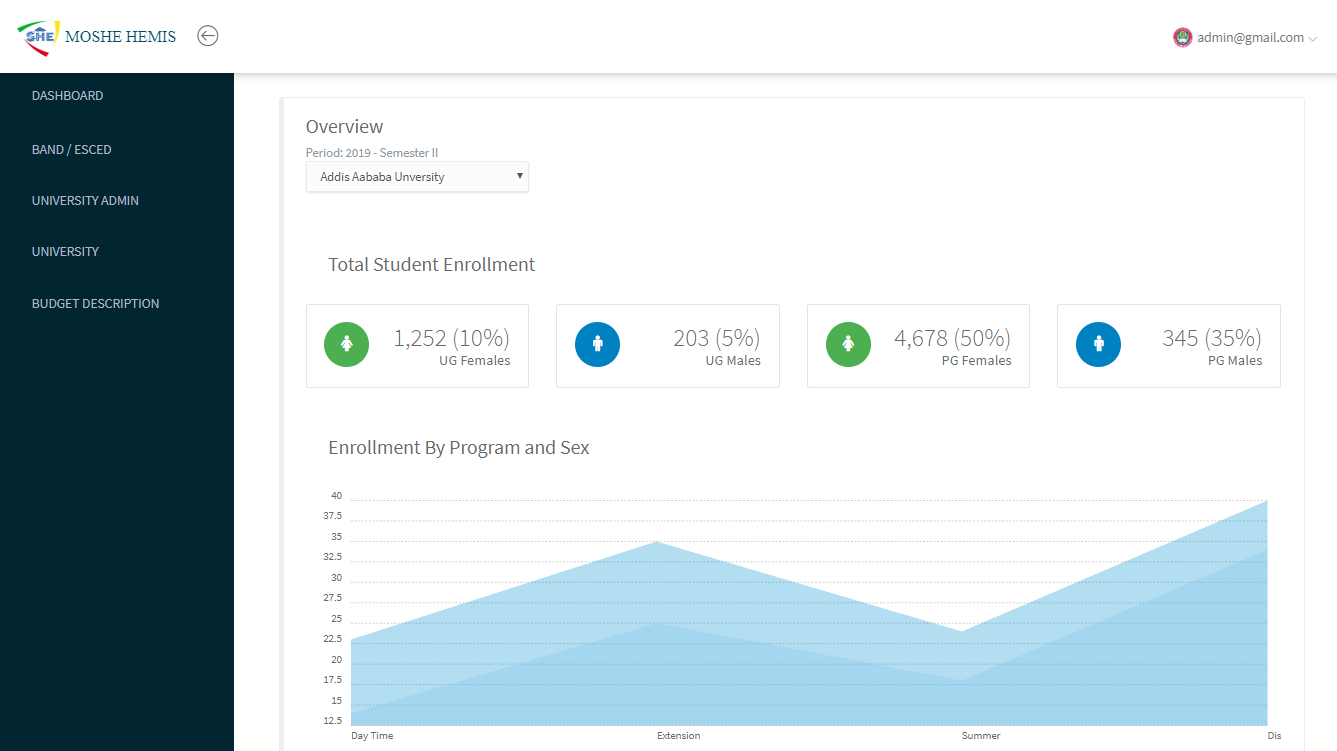 SHE MOSHE HEMIS
admin@gmail.com
DASHBOARD
BAND / ESCED
UNIVERSITY ADMIN
UNIVERSITY
BUDGET DESCRIPTION
Overview
Period: 2019 - Semester II
Addis Aababa Unversity
Total Student Enrollment
1,252 (10%)
UG Females
203 (5%)
UG Males
4,678 (50%)
PG Females
345 (35%)
PG Males
Enrollment By Program and Sex
40
37.5
35
32.5
30
27.5
25
22.5
20
17.5
15
12.5
Day Time Extension Summer Dis